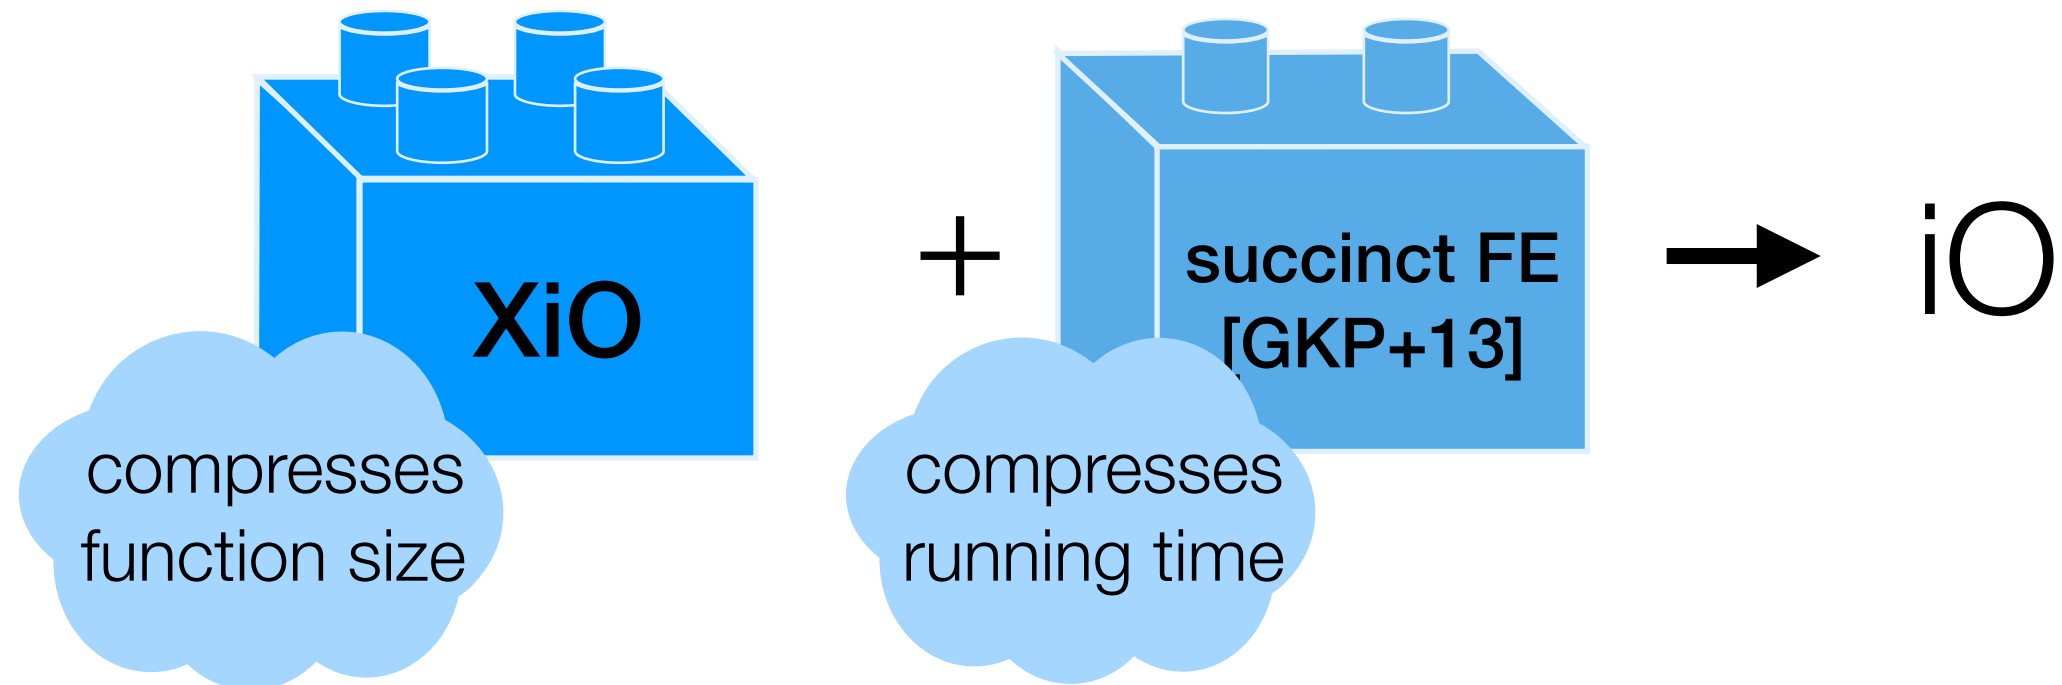 XiO
compresses
function size
+
succinct FE
[GKP+13]
compresses
running time
iO